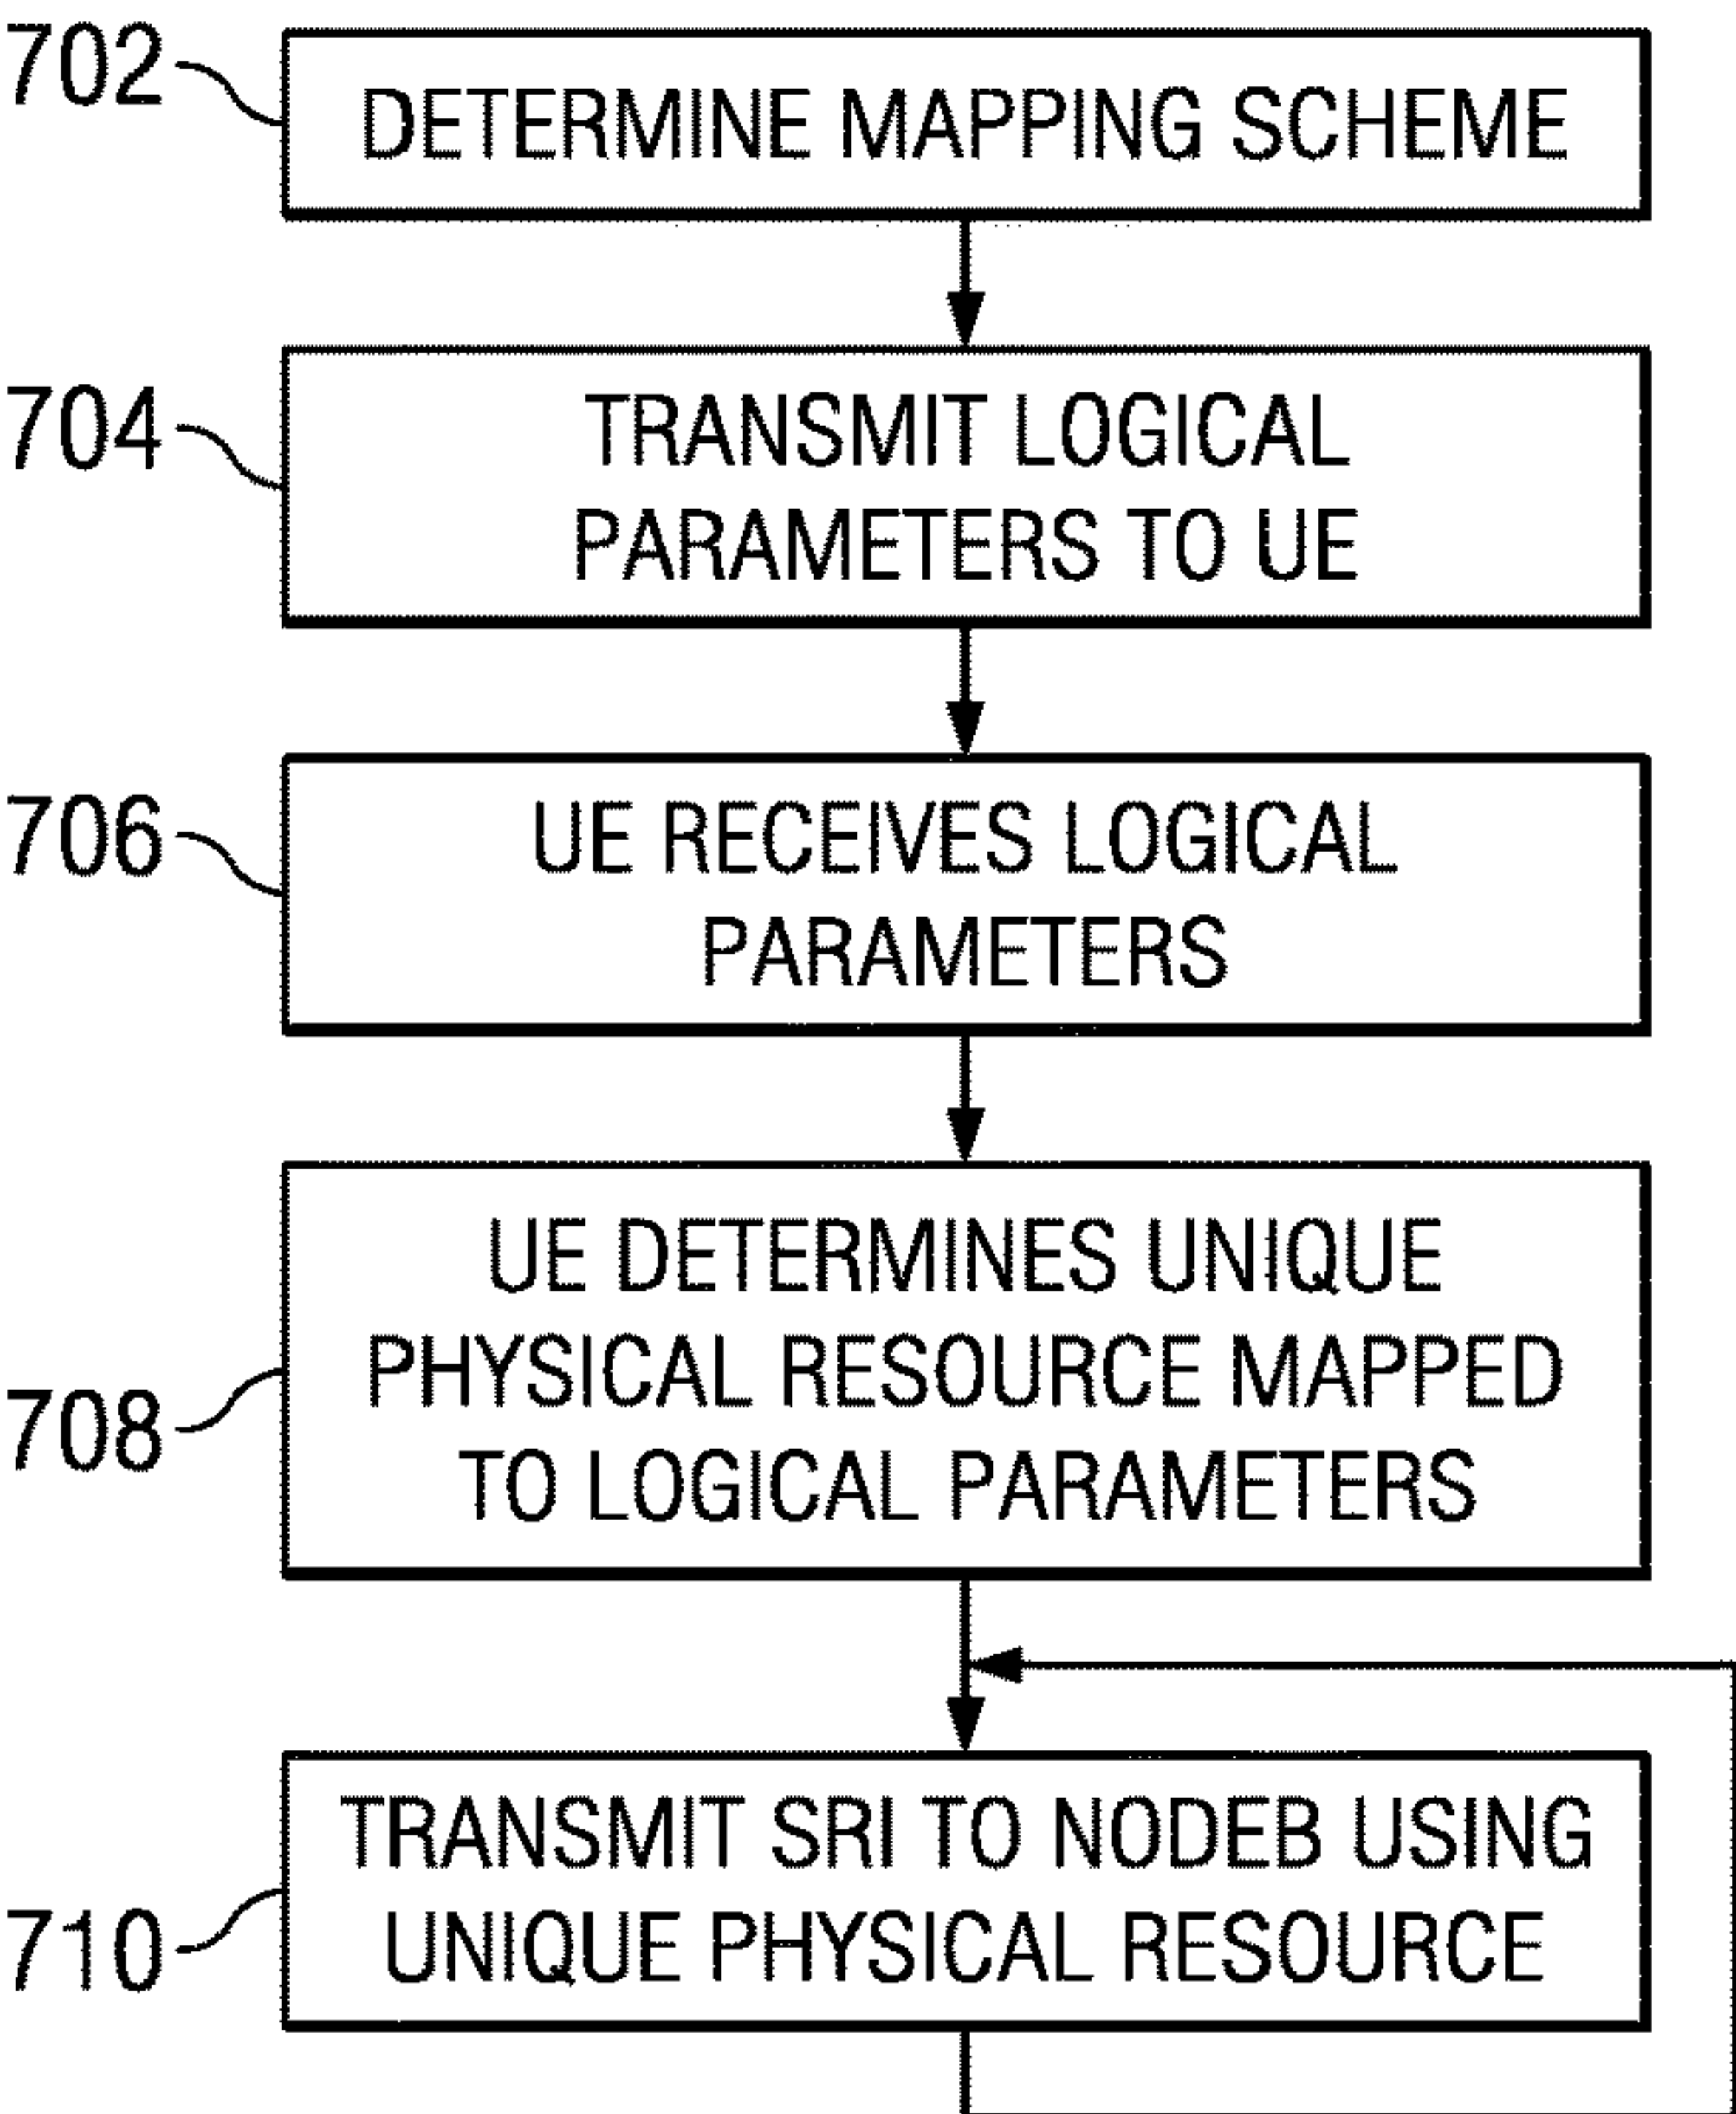 702
DETERMINE MAPPING SCHEME
704
TRANSMIT LOGICAL
PARAMETERS TO UE
706
UE RECEIVES LOGICAL
PARAMETERS
708
UE DETERMINES UNIQUE
PHYSICAL RESOURCE MAPPED
TO LOGICAL PARAMETERS
710
TRANSMIT SRI TO NODEB USING
UNIQUE PHYSICAL RESOURCE